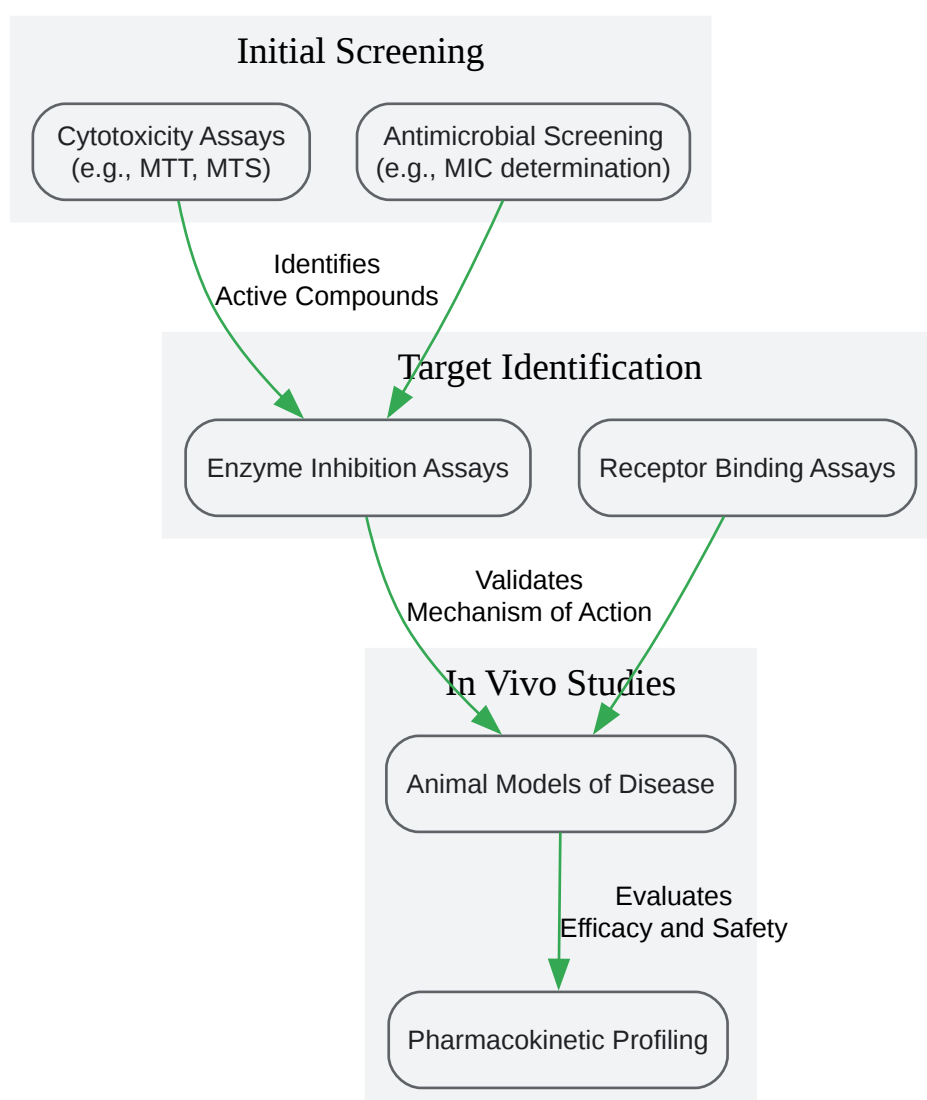 Initial Screening
Cytotoxicity Assays
(e.g., MTT, MTS)
Antimicrobial Screening
(e.g., MIC determination)
Identifies
Active Compounds
Target Identification
Enzyme Inhibition Assays
Receptor Binding Assays
Validates
Mechanism of Action
In Vivo Studies
Animal Models of Disease
Evaluates
Efficacy and Safety
Pharmacokinetic Profiling